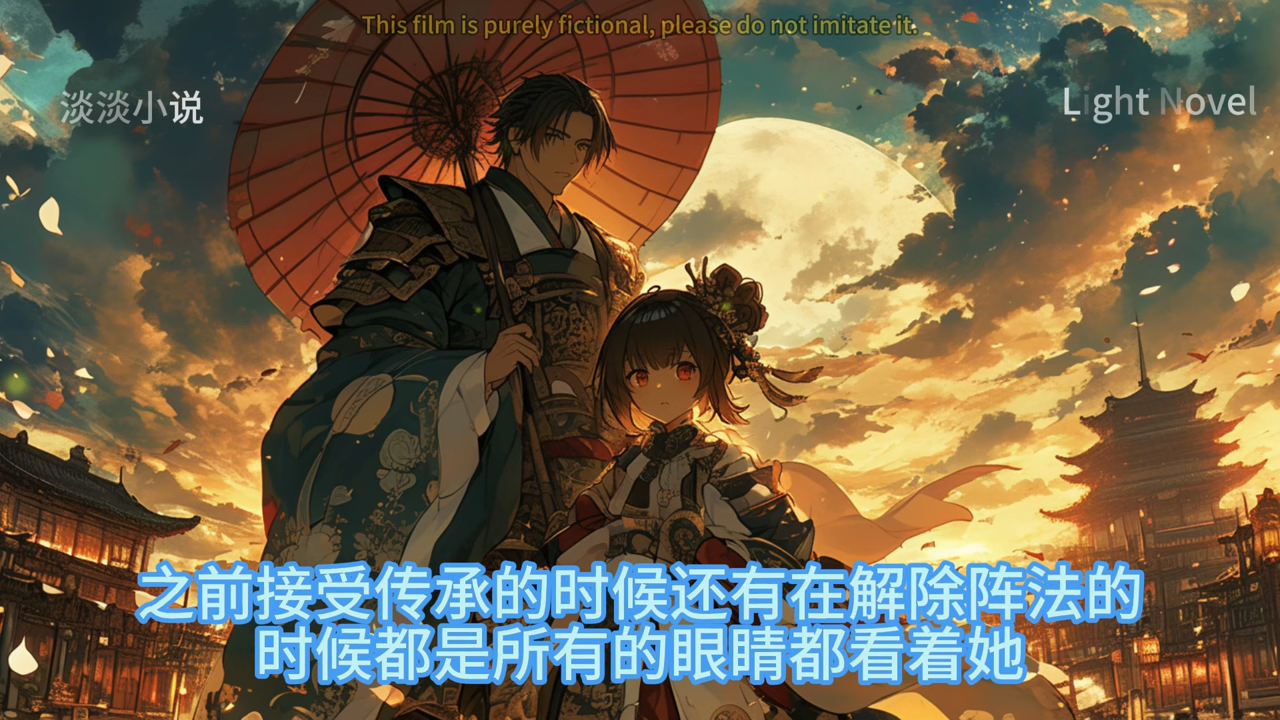 This film is purely fictional, please do not imitate it.
淡淡小说
Light Novel
之前接受传承的时候还有在解除阵法的
时候都是所有的眼睛都看着她